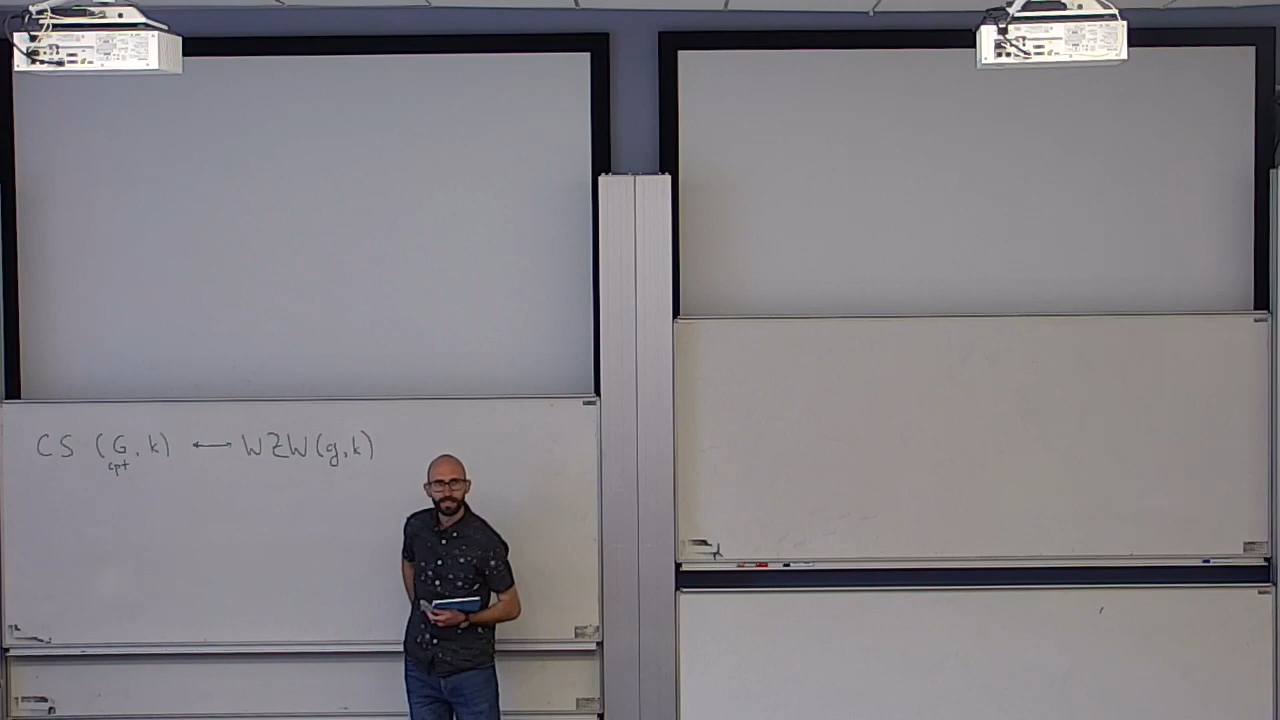 CS (G, k) ⟷ WZW(g, k)
cpt